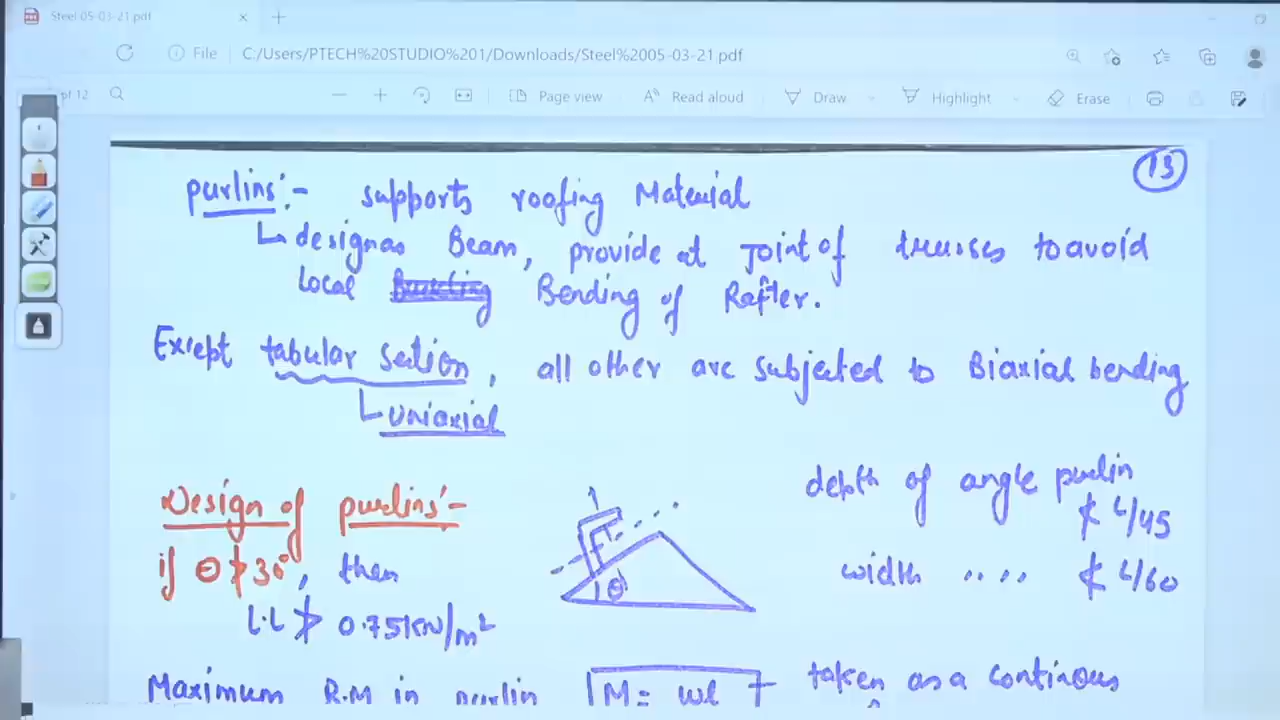 Steel 05-03-21.pdf
File C:/Users/PTECH%20STUDIO%201/Downloads/Steel%2005-03-21.pdf
of 12 Page view Read aloud Draw Highlight Erase
13
purlins:- supports roofing Material
designas Beam, provide at Joint of trusses to avoid
Local Bending of Rafter.
Except tabular section, all other are subjected to Biaxial bending
uniaxial
Design of purlins:-
if θ ≯ 30°, then
L.L ≯ 0.75KN/m²
θ
depth of angle purlin
≮ L/45
width .... ≮ L/60
Maximum B.M in purlin M = wl taken as a continous